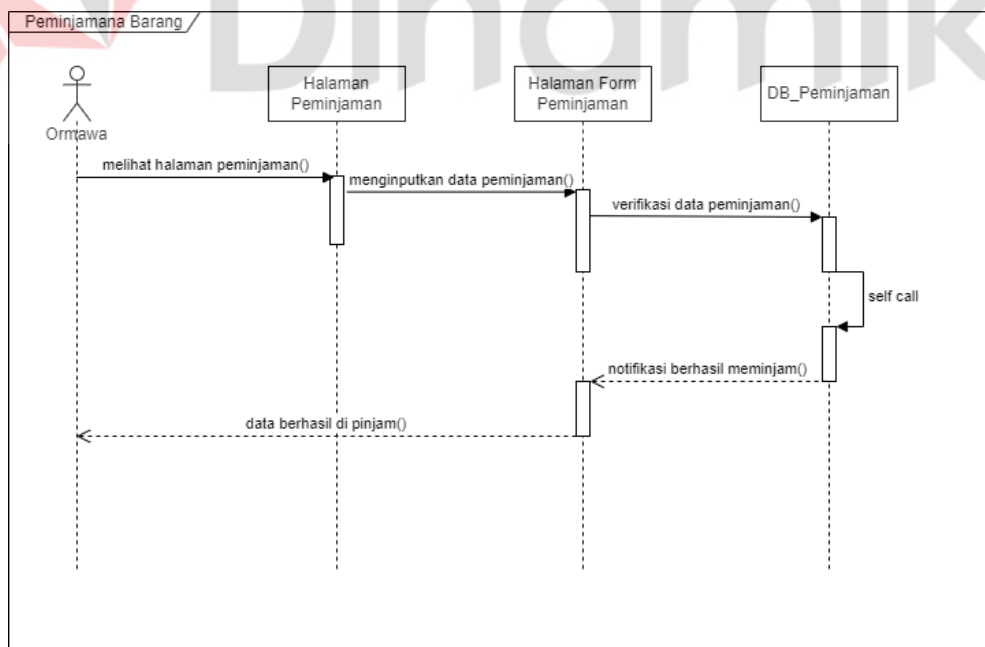 Dinamik
Peminjamana Barang
Halaman
Peminjaman
Halaman Form
Peminjaman
DB_Peminjaman
Ormawa
melihat halaman peminjaman()
menginputkan data peminjaman()
verifikasi data peminjaman()
self call
notifikasi berhasil meminjam()
data berhasil di pinjam()